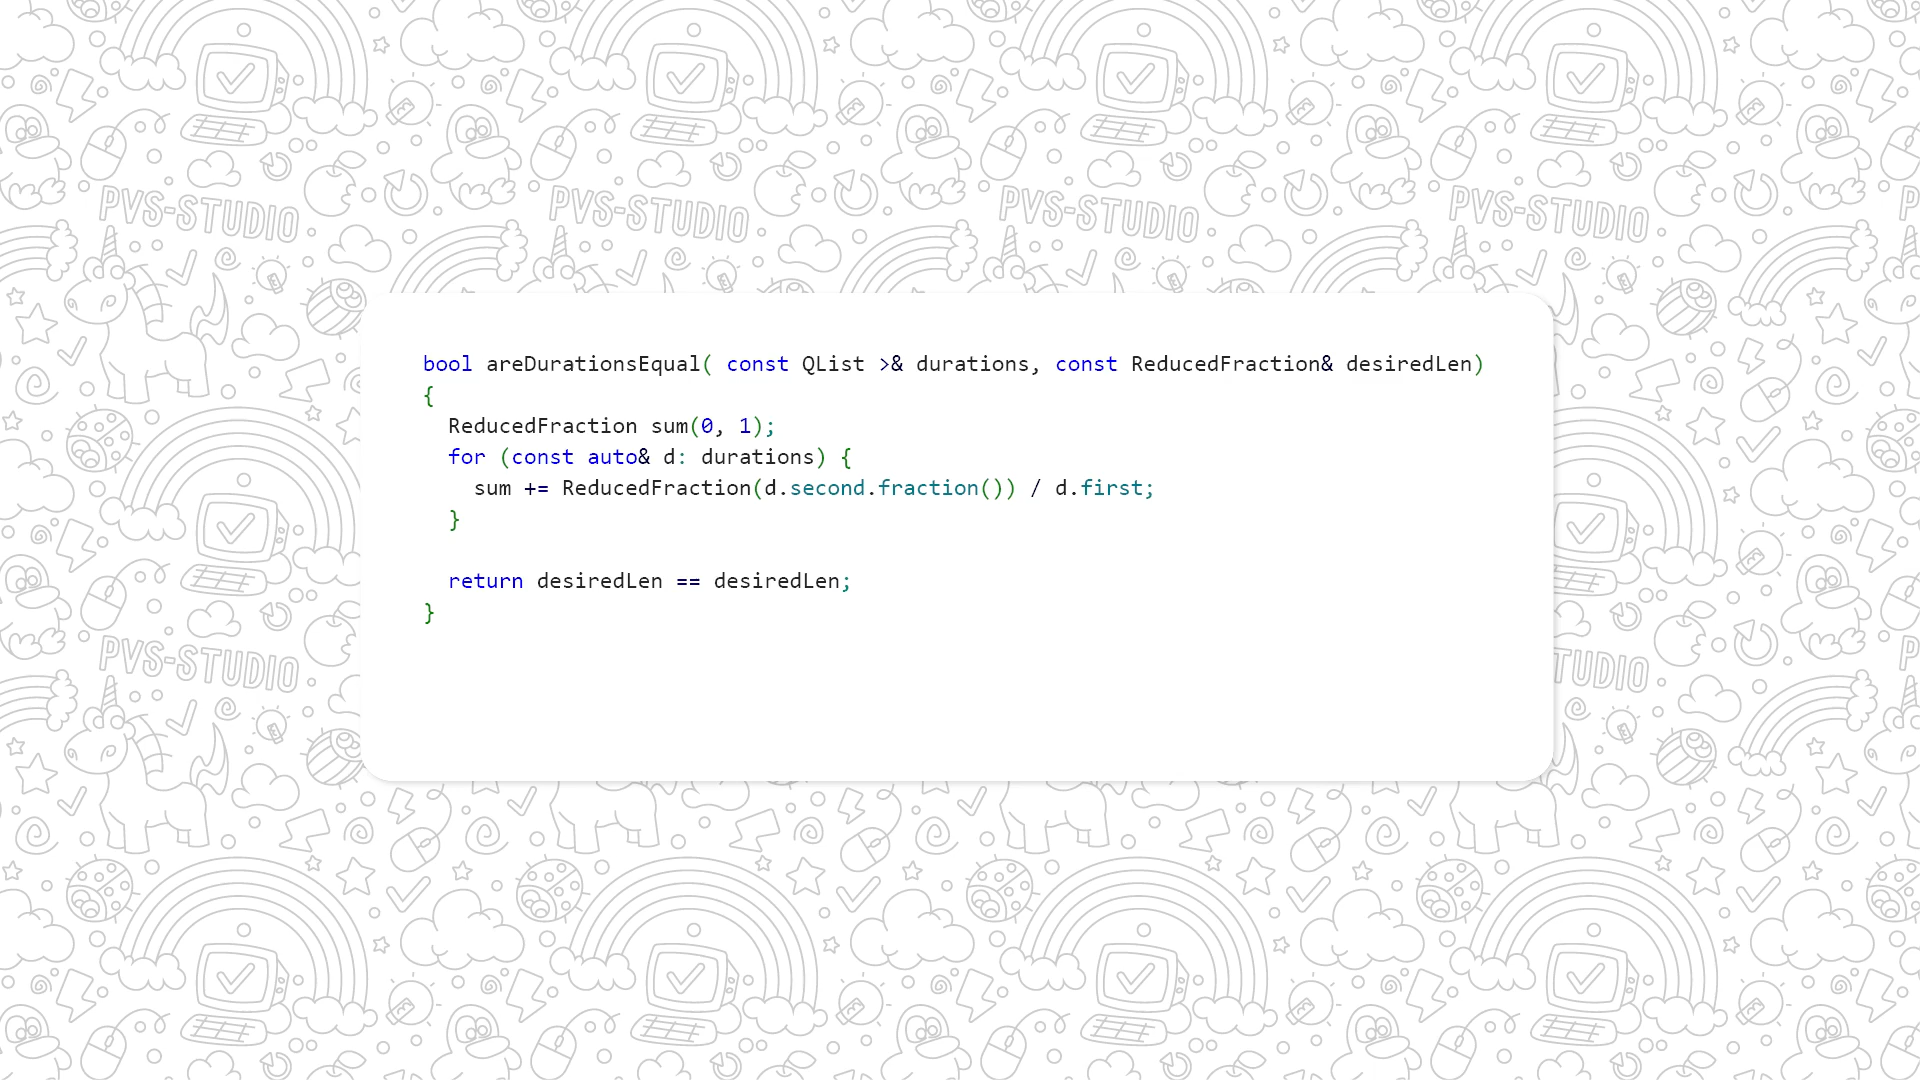 PVS-STUDIO PVS-STUDIO PVS-STUDIO PVS-STUDIO P
bool areDurationsEqual( const QList >& durations, const ReducedFraction& desiredLen)
{
  ReducedFraction sum(0, 1);
  for (const auto& d: durations) {
    sum += ReducedFraction(d.second.fraction()) / d.first;
  }
  return desiredLen == desiredLen;
}
PVS-STUDIO TUDIO P